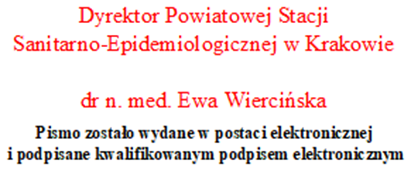 Dyrektor Powiatowej Stacji
Sanitarno-Epidemiologicznej w Krakowie
dr n. med. Ewa Wiercińska
Pismo zostało wydane w postaci elektronicznej
i podpisane kwalifikowanym podpisem elektronicznym